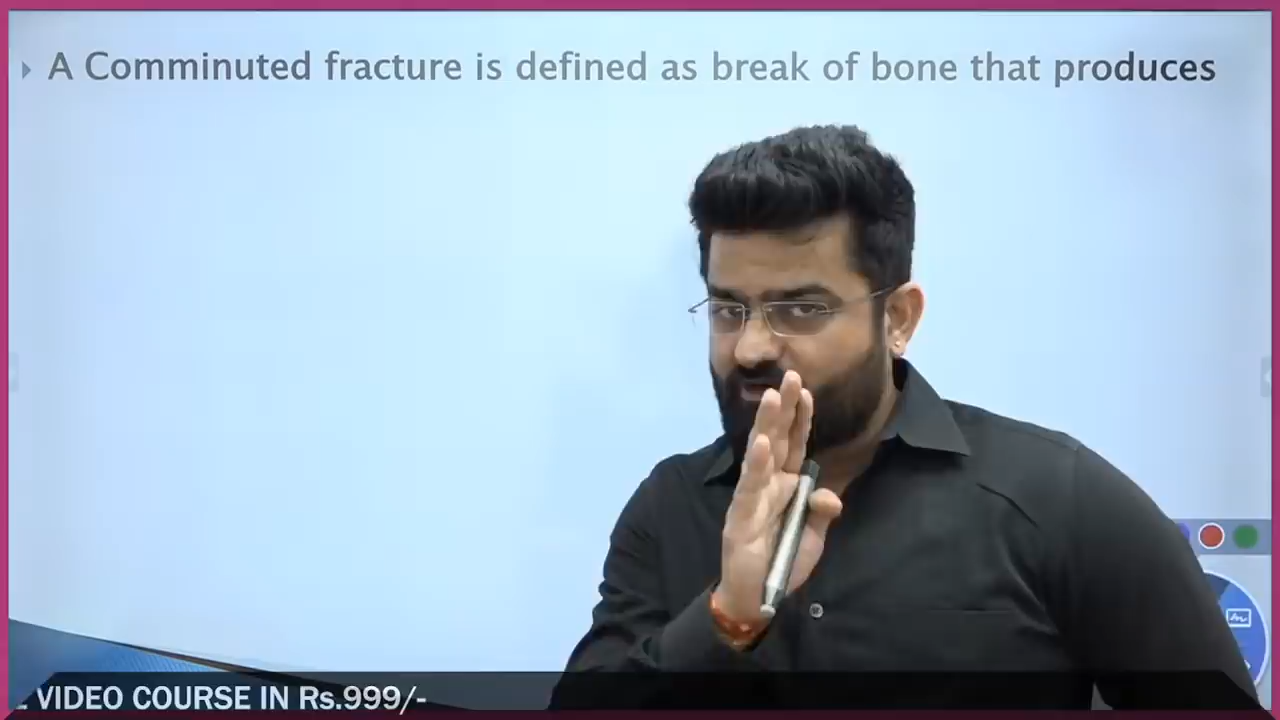 A Comminuted fracture is defined as break of bone that produces
VIDEO COURSE IN Rs.999/-